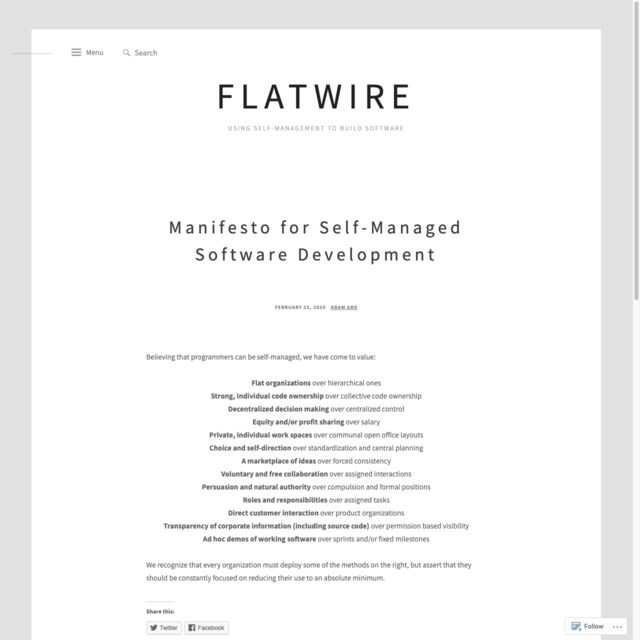 Menu
Search
FLATWIRE
USING SELF-MANAGEMENT TO BUILD SOFTWARE
Manifesto for Self-Managed
Software Development
FEBRUARY 22, 2020 ADAM ARD
Believing that programmers can be self-managed, we have come to value:
Flat organizations over hierarchical ones
Strong, individual code ownership over collective code ownership
Decentralized decision making over centralized control
Equity and/or profit sharing over salary
Private, individual work spaces over communal open office layouts
Choice and self-direction over standardization and central planning
A marketplace of ideas over forced consistency
Voluntary and free collaboration over assigned interactions
Persuasion and natural authority over compulsion and formal positions
Roles and responsibilities over assigned tasks
Direct customer interaction over product organizations
Transparency of corporate information (including source code) over permission based visibility
Ad hoc demos of working software over sprints and/or fixed milestones
We recognize that every organization must deploy some of the methods on the right, but assert that they
should be constantly focused on reducing their use to an absolute minimum.
Share this:
Twitter
Facebook
Follow